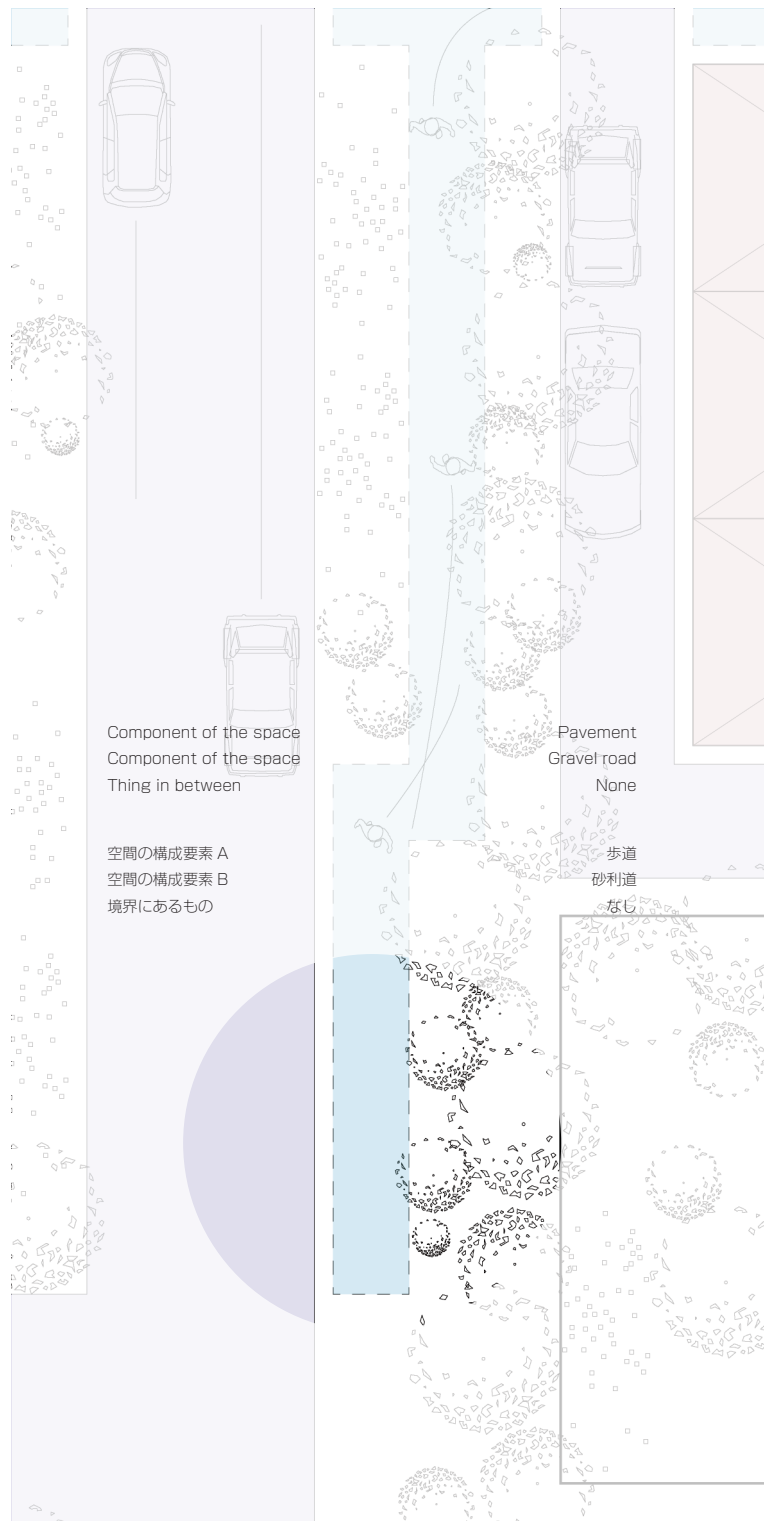 Component of the space
Component of the space
Thing in between
Pavement
Gravel road
None
空間の構成要素 A
空間の構成要素 B
境界にあるもの
歩道
砂利道
なし